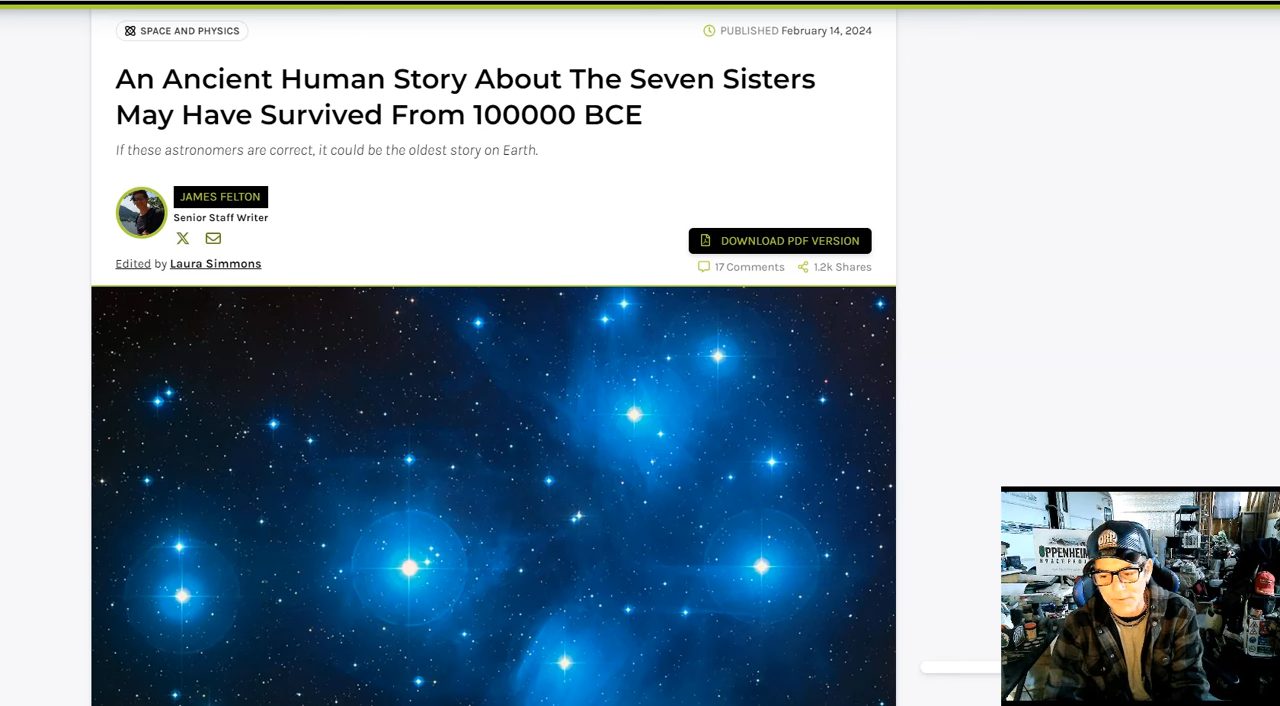 SPACE AND PHYSICS
PUBLISHED February 14, 2024
An Ancient Human Story About The Seven Sisters
May Have Survived From 100000 BCE
If these astronomers are correct, it could be the oldest story on Earth.
JAMES FELTON
Senior Staff Writer
DOWNLOAD PDF VERSION
Edited by Laura Simmons
17 Comments 1.2k Shares